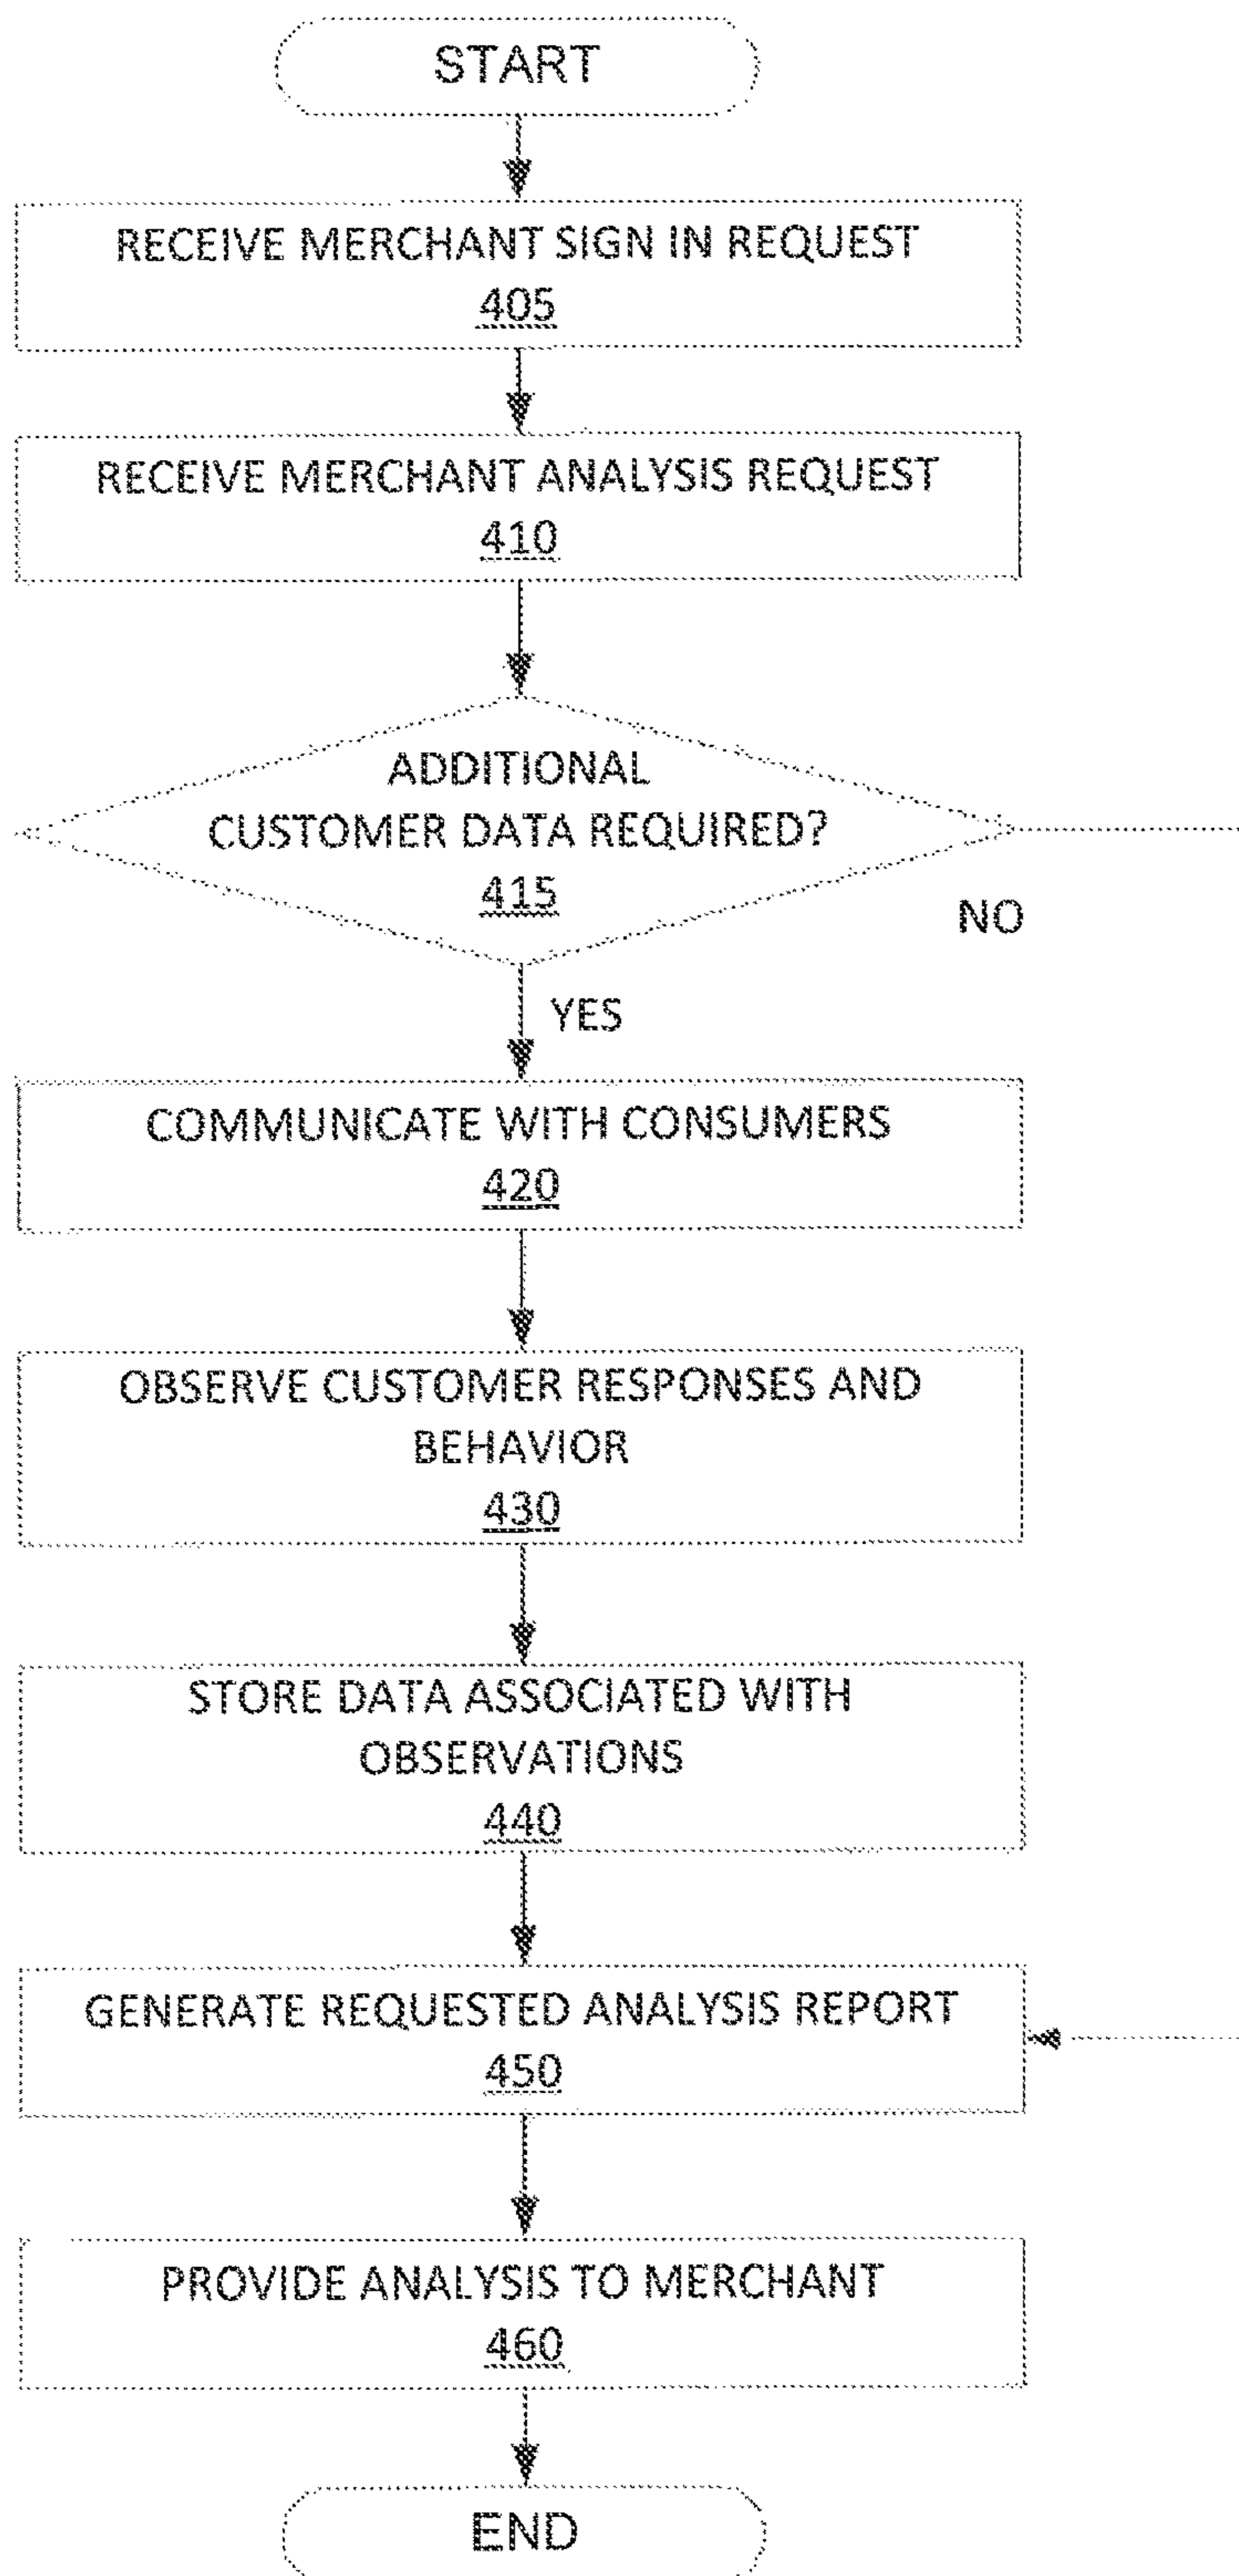 START
RECEIVE MERCHANT SIGN IN REQUEST
405
RECEIVE MERCHANT ANALYSIS REQUEST
410
ADDITIONAL
CUSTOMER DATA REQUIRED?
415
NO
YES
COMMUNICATE WITH CONSUMERS
420
OBSERVE CUSTOMER RESPONSES AND
BEHAVIOR
430
STORE DATA ASSOCIATED WITH
OBSERVATIONS
440
GENERATE REQUESTED ANALYSIS REPORT
450
PROVIDE ANALYSIS TO MERCHANT
460
END